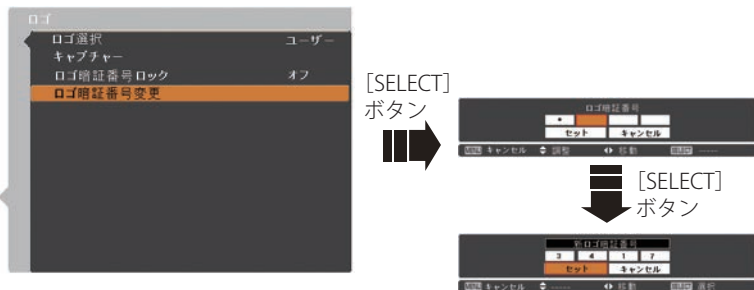 ロゴ
ロゴ選択 ユーザー
キャプチャー
ロゴ暗証番号ロック オフ
ロゴ暗証番号変更
［SELECT］
ボタン
ロゴ暗証番号
*
セット キャンセル
MENU キャンセル 調整 移動 SELECT -----
［SELECT］
ボタン
新ロゴ暗証番号
3 4 1 7
セット キャンセル
MENU キャンセル ----- 移動 SELECT 選択